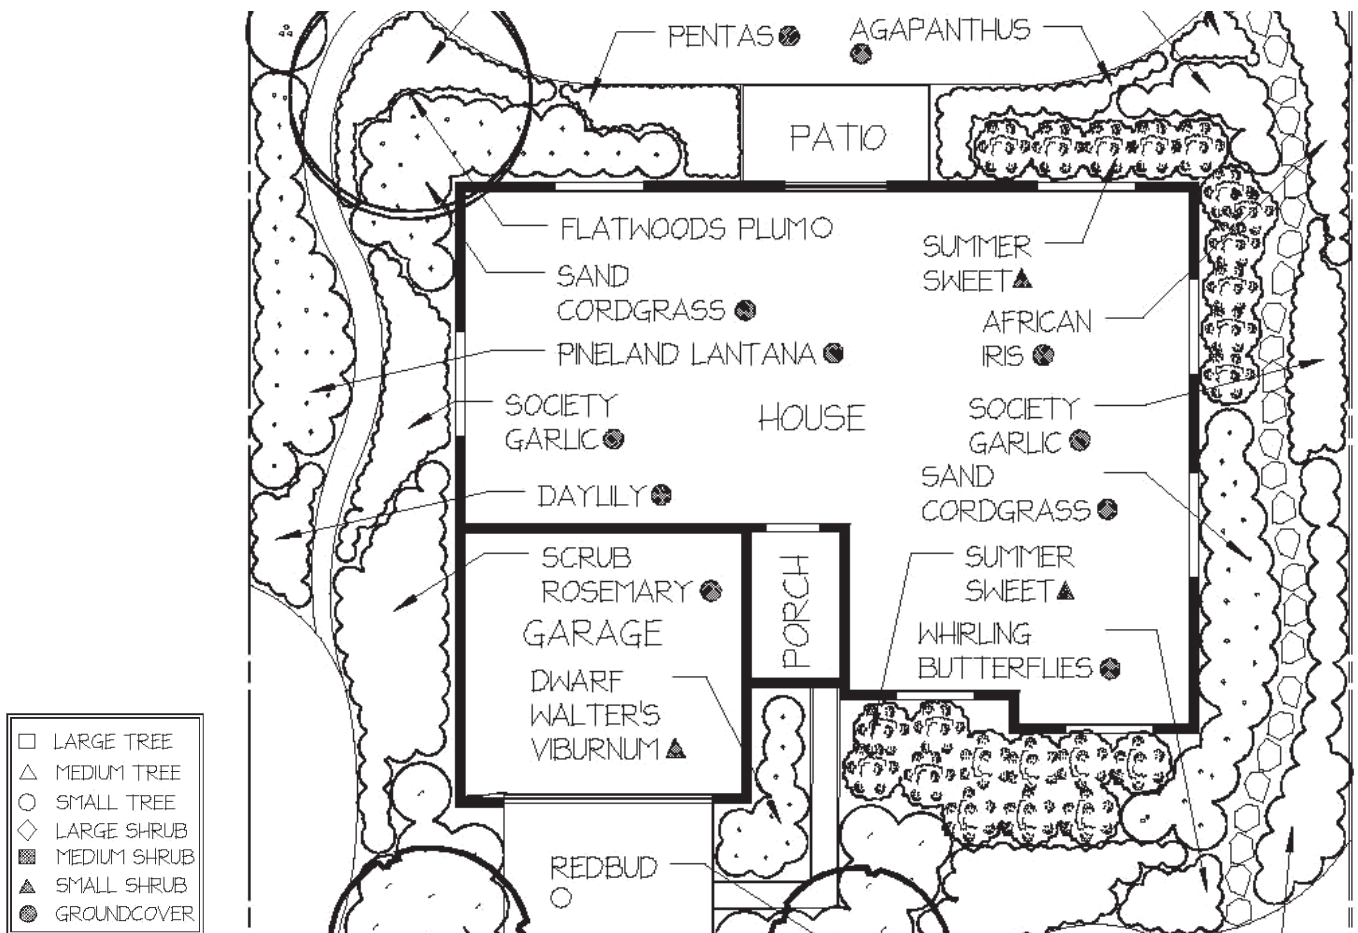 PENTAS
AGAPANTHUS
PATIO
FLATWOODS PLUM
SUMMER
SWEET
SAND
CORDGRASS
AFRICAN
IRIS
PINELAND LANTANA
SOCIETY
GARLIC
HOUSE
SOCIETY
GARLIC
DAYLILY
SAND
CORDGRASS
SCRUB
ROSEMARY
SUMMER
SWEET
PORCH
GARAGE
WHIRLING
BUTTERFLIES
DWARF
WALTER'S
VIBURNUM
REDBUD
LARGE TREE
MEDIUM TREE
SMALL TREE
LARGE SHRUB
MEDIUM SHRUB
SMALL SHRUB
GROUNDCOVER